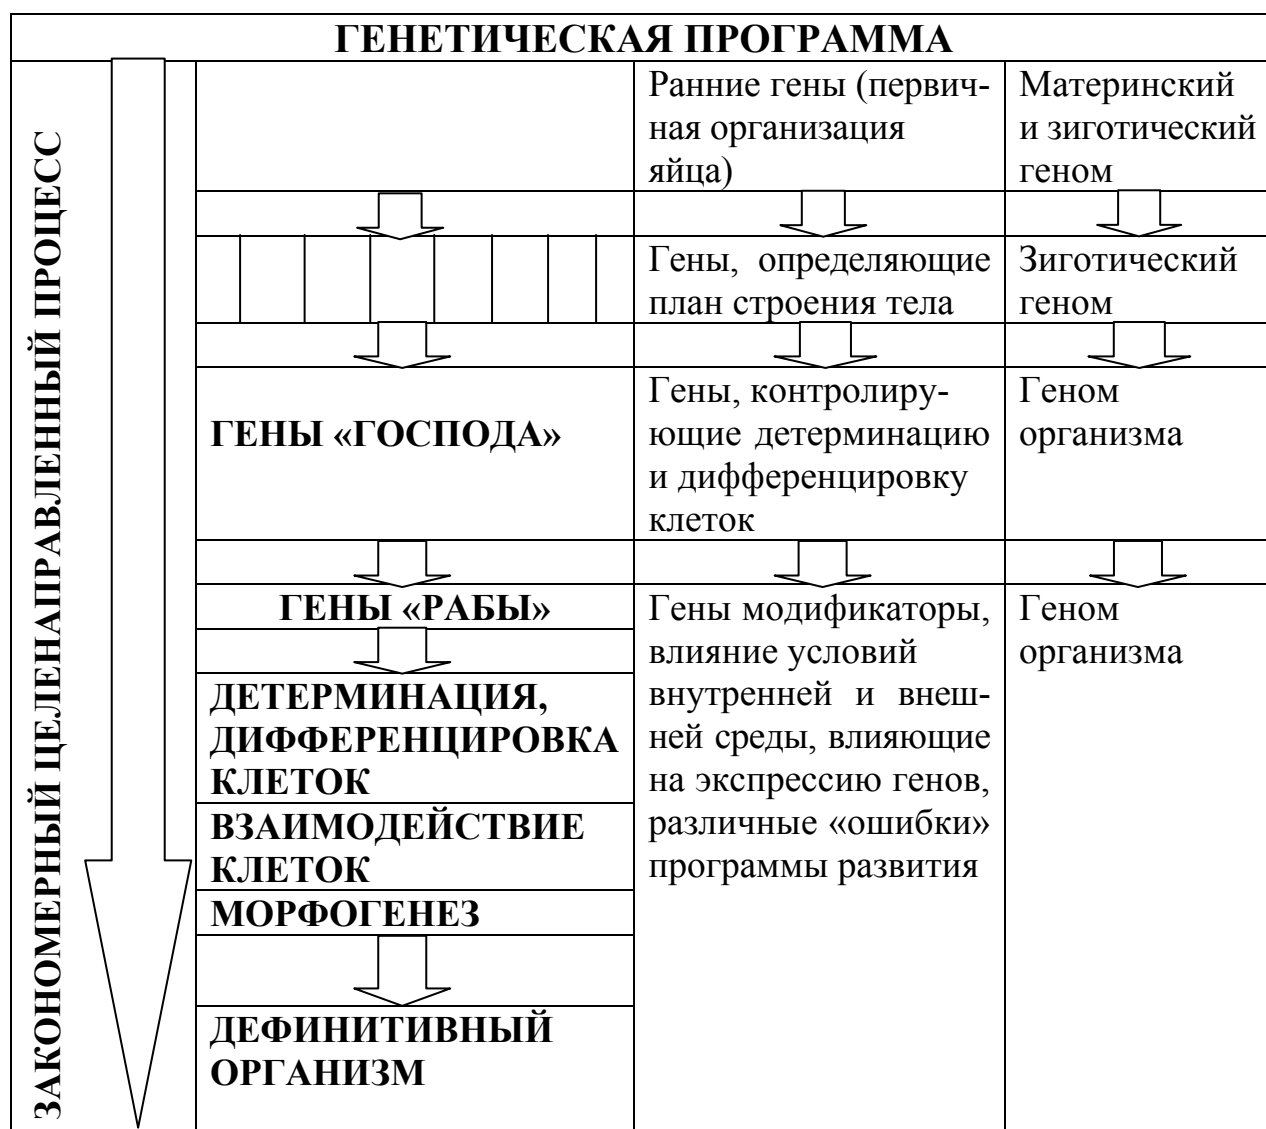 ГЕНЕТИЧЕСКАЯ ПРОГРАММА
ЗАКОНОМЕРНЫЙ ЦЕЛЕНАПРАВЛЕННЫЙ ПРОЦЕСС
Ранние гены (первич-
ная организация
яйца)
Материнский
и зиготический
геном
Гены, определяющие
план строения тела
Зиготический
геном
ГЕНЫ «ГОСПОДА»
Гены, контролиру-
ющие детерминацию
и дифференцировку
клеток
Геном
организма
ГЕНЫ «РАБЫ»
ДЕТЕРМИНАЦИЯ,
ДИФФЕРЕНЦИРОВКА
КЛЕТОК
ВЗАИМОДЕЙСТВИЕ
КЛЕТОК
МОРФОГЕНЕЗ
ДЕФИНИТИВНЫЙ
ОРГАНИЗМ
Гены модификаторы,
влияние условий
внутренней и внеш-
ней среды, влияющие
на экспрессию генов,
различные «ошибки»
программы развития
Геном
организма